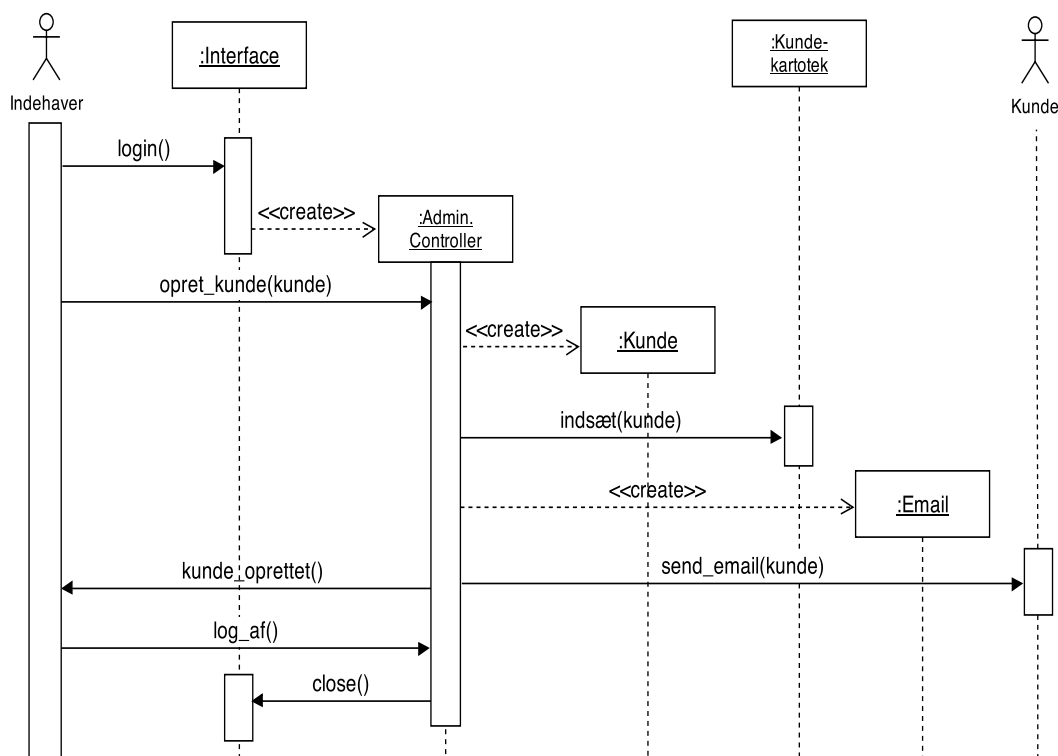 :Interface
:Kunde-
kartotek
Indehaver
Kunde
login()
<<create>>
:Admin.
Controller
opret_kunde(kunde)
<<create>>
:Kunde
indsæt(kunde)
<<create>>
:Email
kunde_oprettet()
send_email(kunde)
log_af()
close()